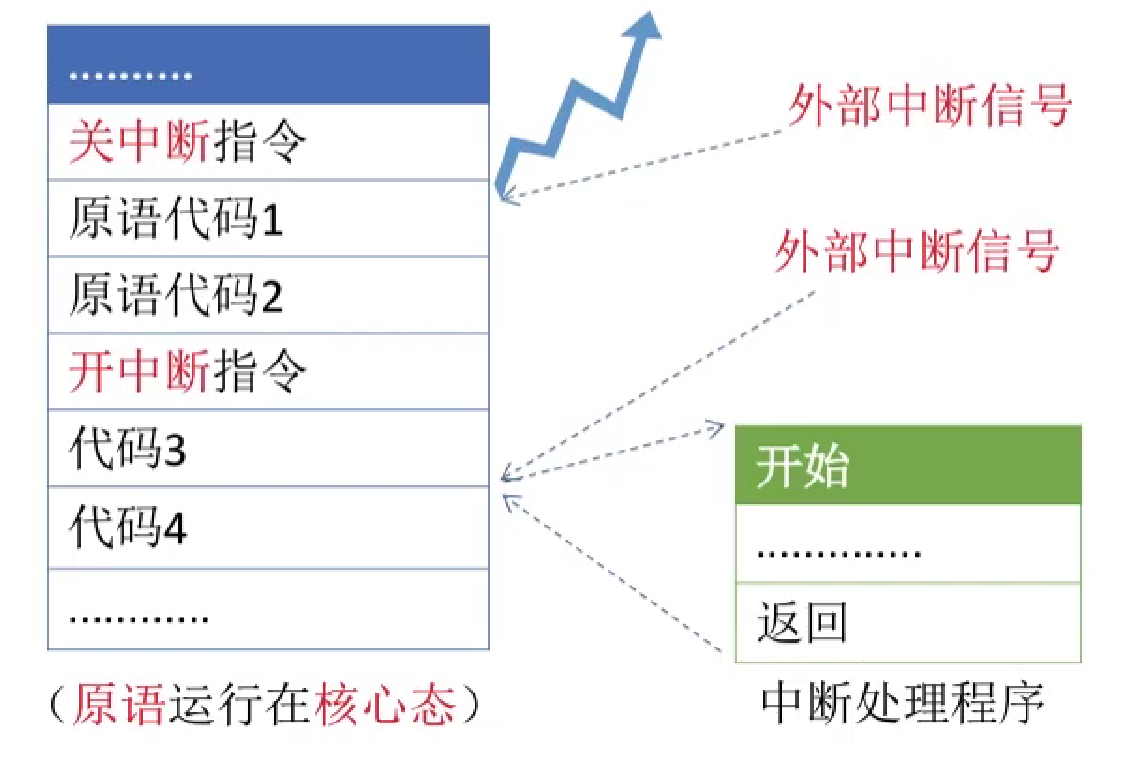 ..........
关中断指令
原语代码1
原语代码2
开中断指令
代码3
代码4
............
（原语运行在核心态）
外部中断信号
外部中断信号
开始
..............
返回
中断处理程序